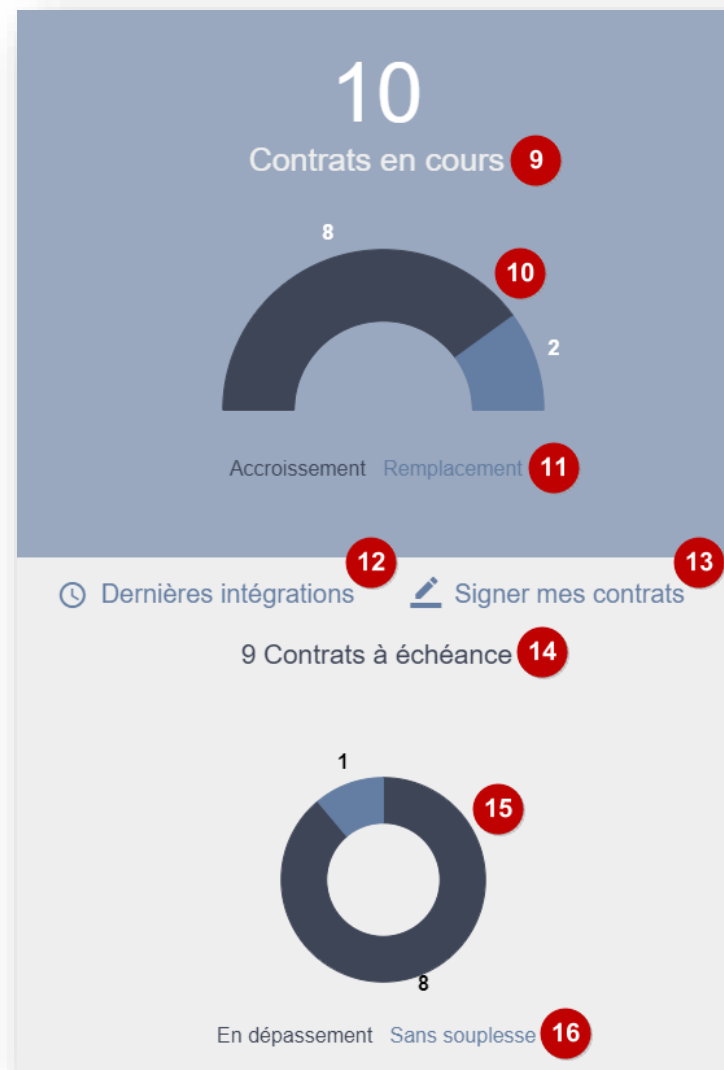 10
Contrats en cours 9
8
10
2
Accroissement Remplacement 11
12 13
Dernières intégrations Signer mes contrats
9 Contrats à échéance 14
1
15
8
En dépassement Sans souplesse 16